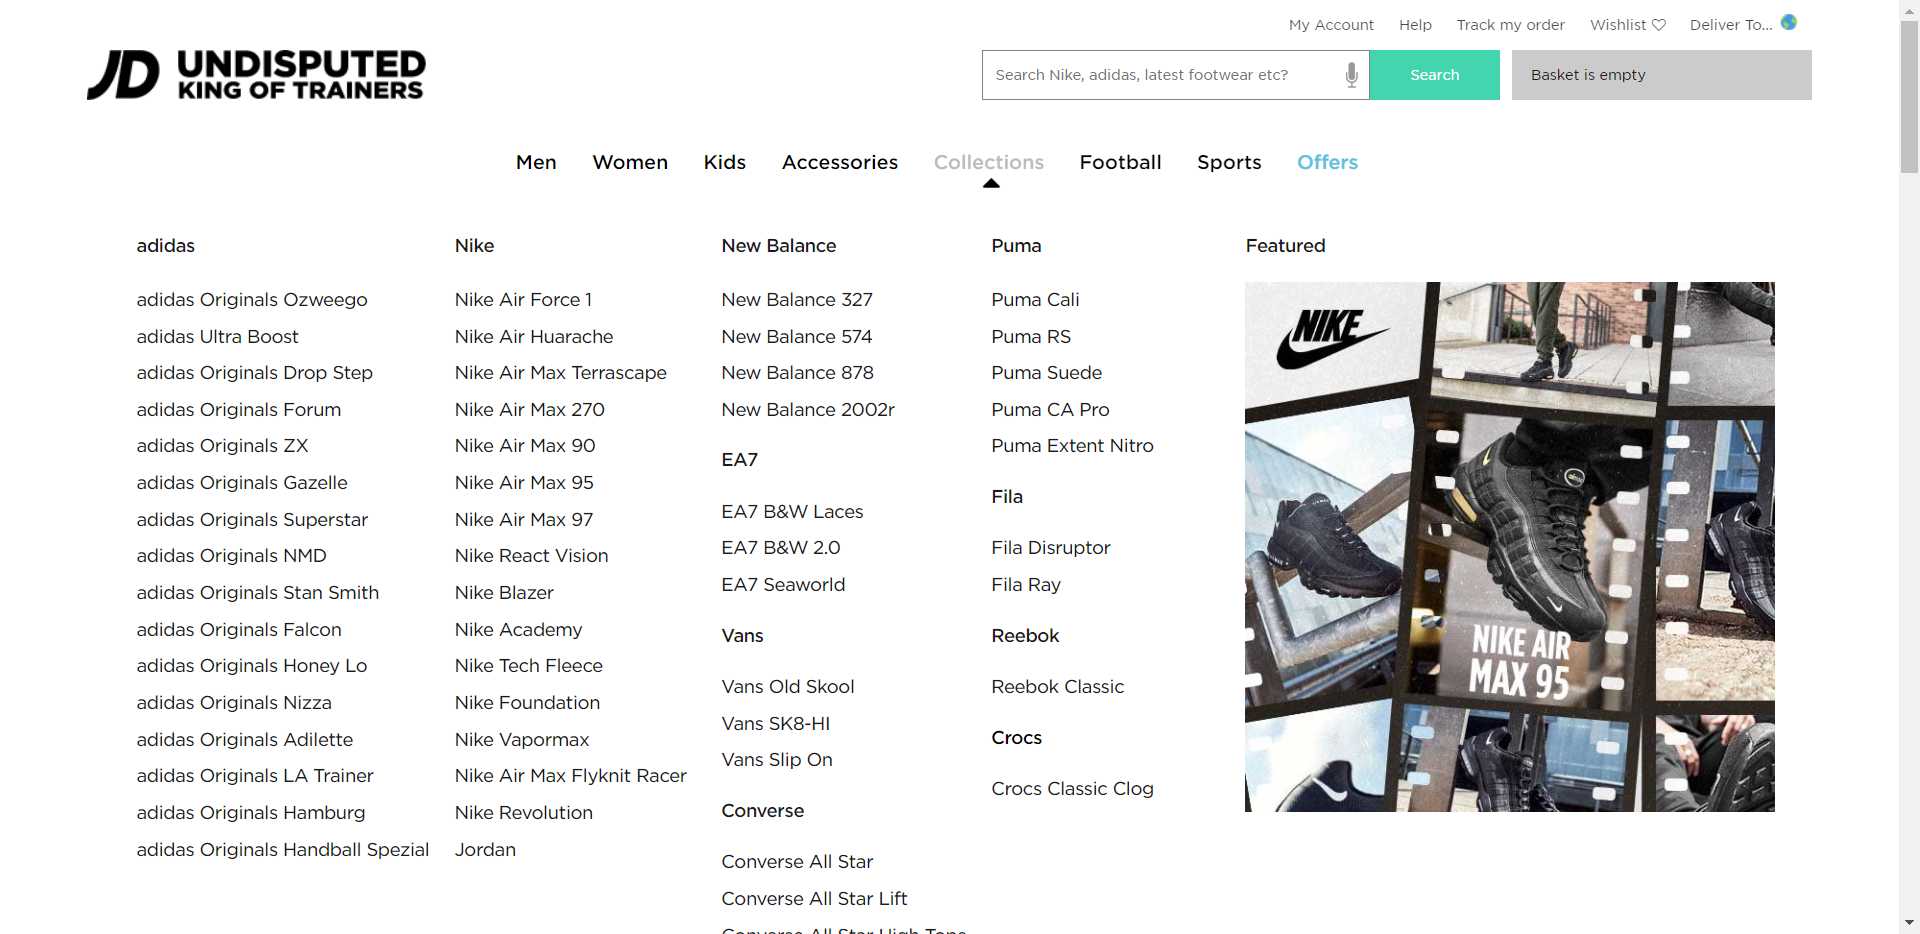 My Account
Help
Track my order
Wishlist
Deliver To...
JD UNDISPUTED
KING OF TRAINERS
Search Nike, adidas, latest footwear etc?
Search
Basket is empty
Men
Women
Kids
Accessories
Collections
Football
Sports
Offers
adidas
adidas Originals Ozweego
adidas Ultra Boost
adidas Originals Drop Step
adidas Originals Forum
adidas Originals ZX
adidas Originals Gazelle
adidas Originals Superstar
adidas Originals NMD
adidas Originals Stan Smith
adidas Originals Falcon
adidas Originals Honey Lo
adidas Originals Nizza
adidas Originals Adilette
adidas Originals LA Trainer
adidas Originals Hamburg
adidas Originals Handball Spezial
Nike
Nike Air Force 1
Nike Air Huarache
Nike Air Max Terrascape
Nike Air Max 270
Nike Air Max 90
Nike Air Max 95
Nike Air Max 97
Nike React Vision
Nike Blazer
Nike Academy
Nike Tech Fleece
Nike Foundation
Nike Vapormax
Nike Air Max Flyknit Racer
Nike Revolution
Jordan
New Balance
New Balance 327
New Balance 574
New Balance 878
New Balance 2002r
EA7
EA7 B&W Laces
EA7 B&W 2.0
EA7 Seaworld
Vans
Vans Old Skool
Vans SK8-HI
Vans Slip On
Converse
Converse All Star
Converse All Star Lift
Converse All Star High Tops
Puma
Puma Cali
Puma RS
Puma Suede
Puma CA Pro
Puma Extent Nitro
Fila
Fila Disruptor
Fila Ray
Reebok
Reebok Classic
Crocs
Crocs Classic Clog
Featured
NIKE
NIKE AIR
MAX 95